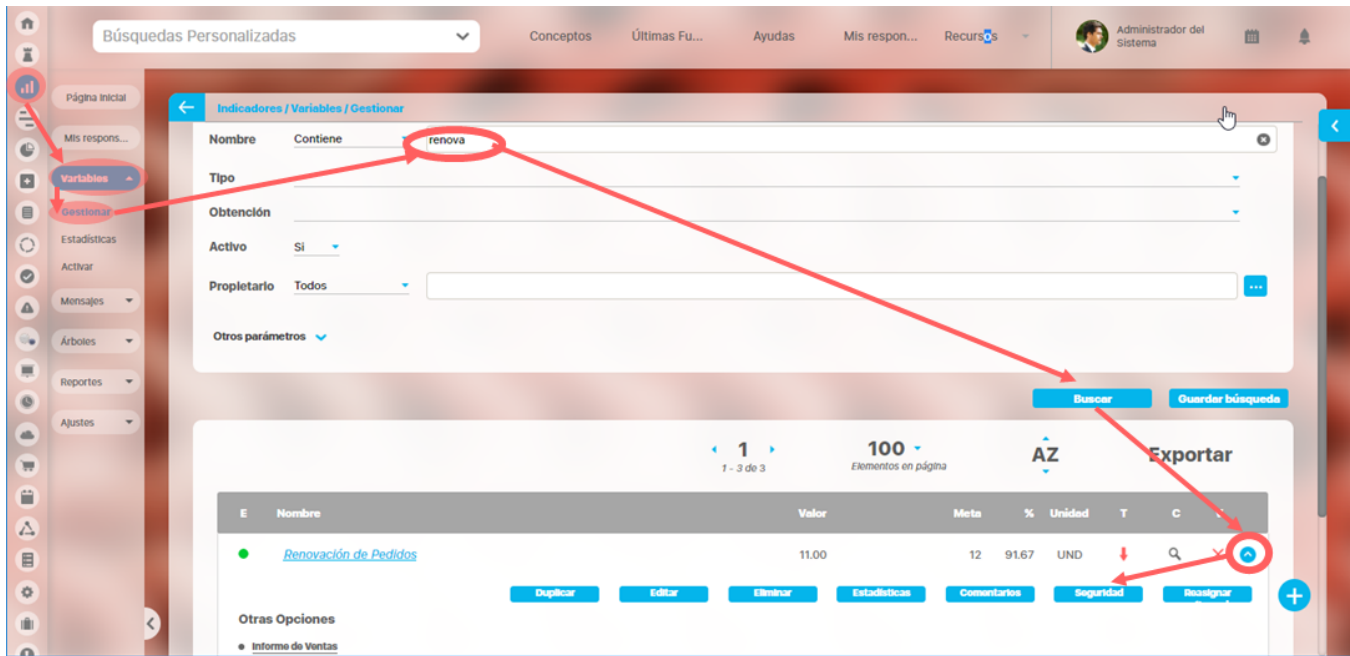 Búsquedas Personalizadas
Conceptos
Últimas Fu...
Ayudas
Mis respon...
Recursos
Administrador del
Sistema
Página Inicial
Mis respons...
Variables
Gestionar
Estadísticas
Activar
Mensajes
Árboles
Reportes
Ajustes
Indicadores / Variables / Gestionar
Nombre Contiene renova
Tipo
Obtención
Activo Si
Propietario Todos
...
Otros parámetros
Buscar Guardar búsqueda
1
1 - 3 de 3
100
Elementos en página
AZ
Exportar
E Nombre Valor Meta % Unidad T C
Renovación de Pedidos 11.00 12 91.67 UND
Duplicar Editar Eliminar Estadísticas Comentarios Seguridad Reasignar
Otras Opciones
Informe de Ventas